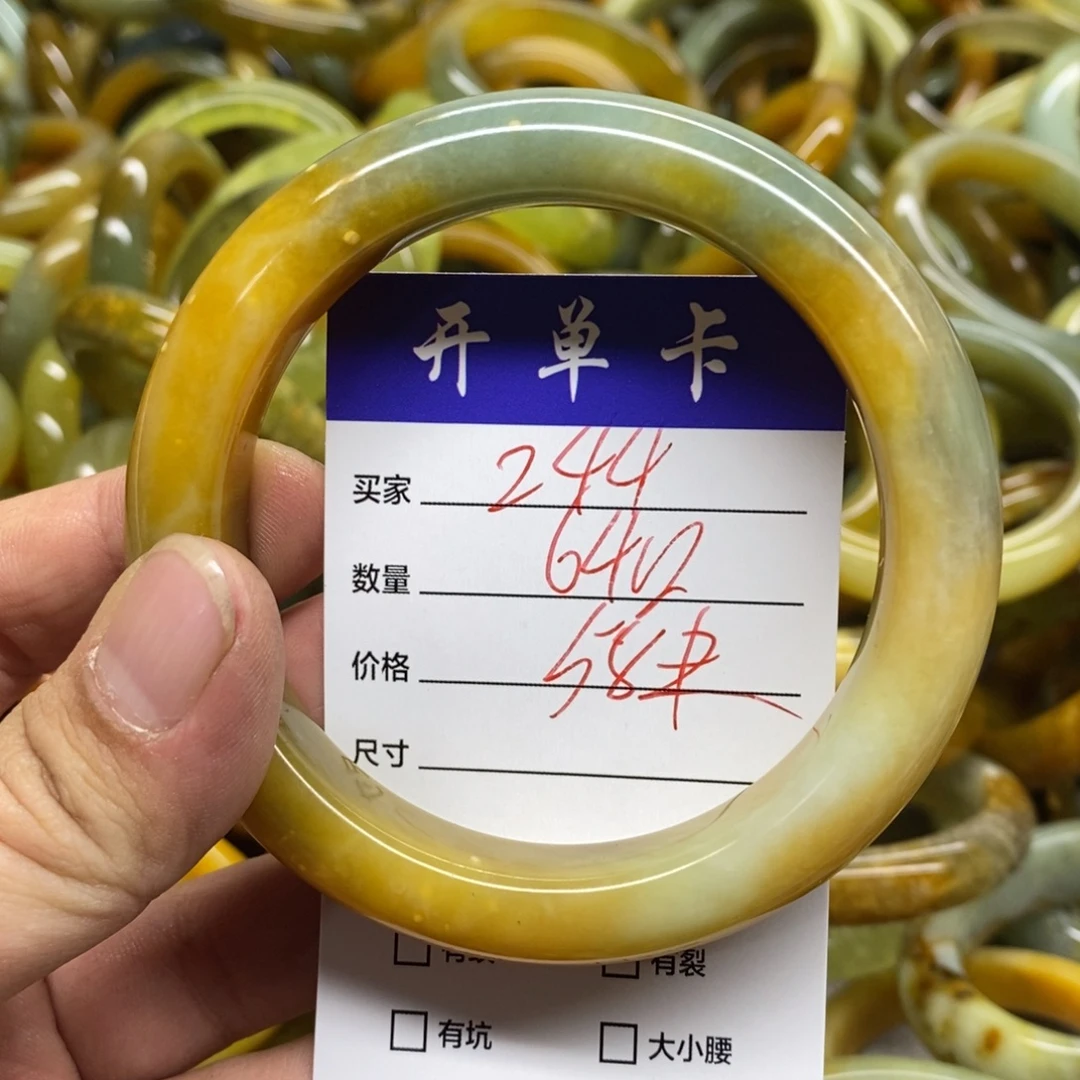 开单卡
买家 244
数量
价格 58
尺寸
有裂
有坑 大小腰